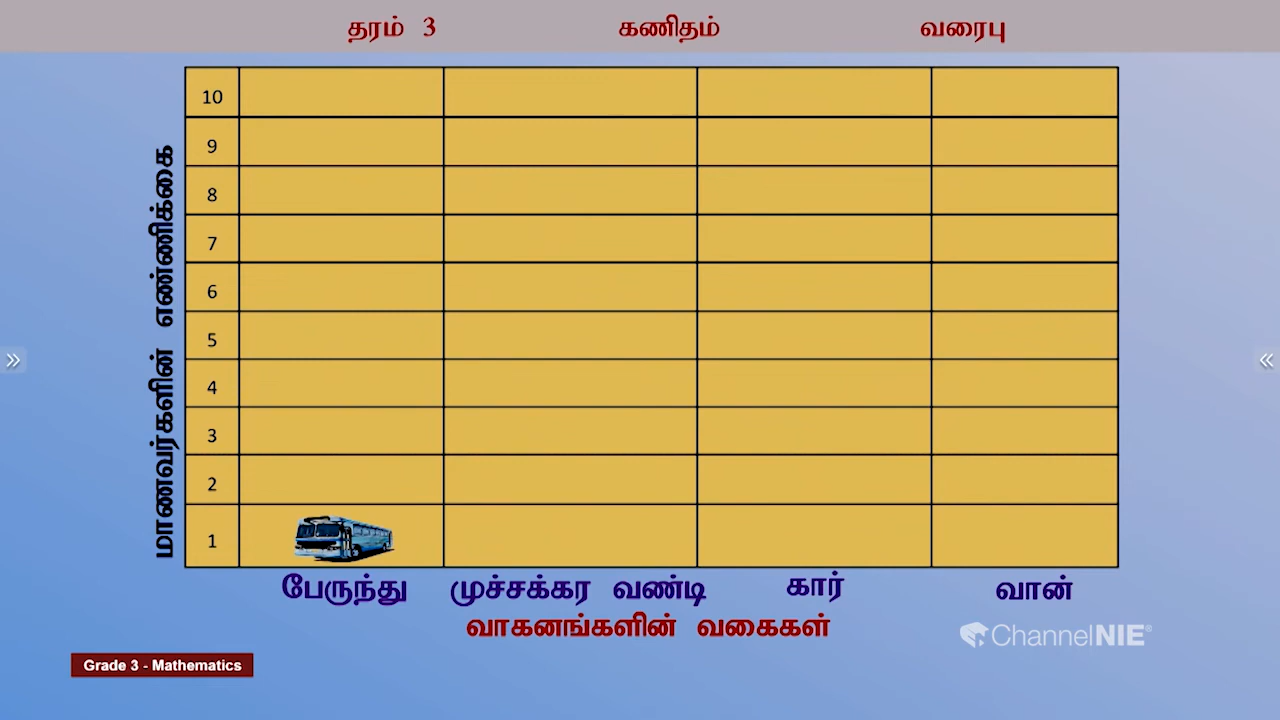 தரம் 3 கணிதம் வரைபு
மாணவர்களின் எண்ணிக்கை
10
9
8
7
6
5
4
3
2
1
பேருந்து முச்சக்கர வண்டி கார் வான்
வாகனங்களின் வகைகள்
ChannelNIE®
Grade 3 - Mathematics